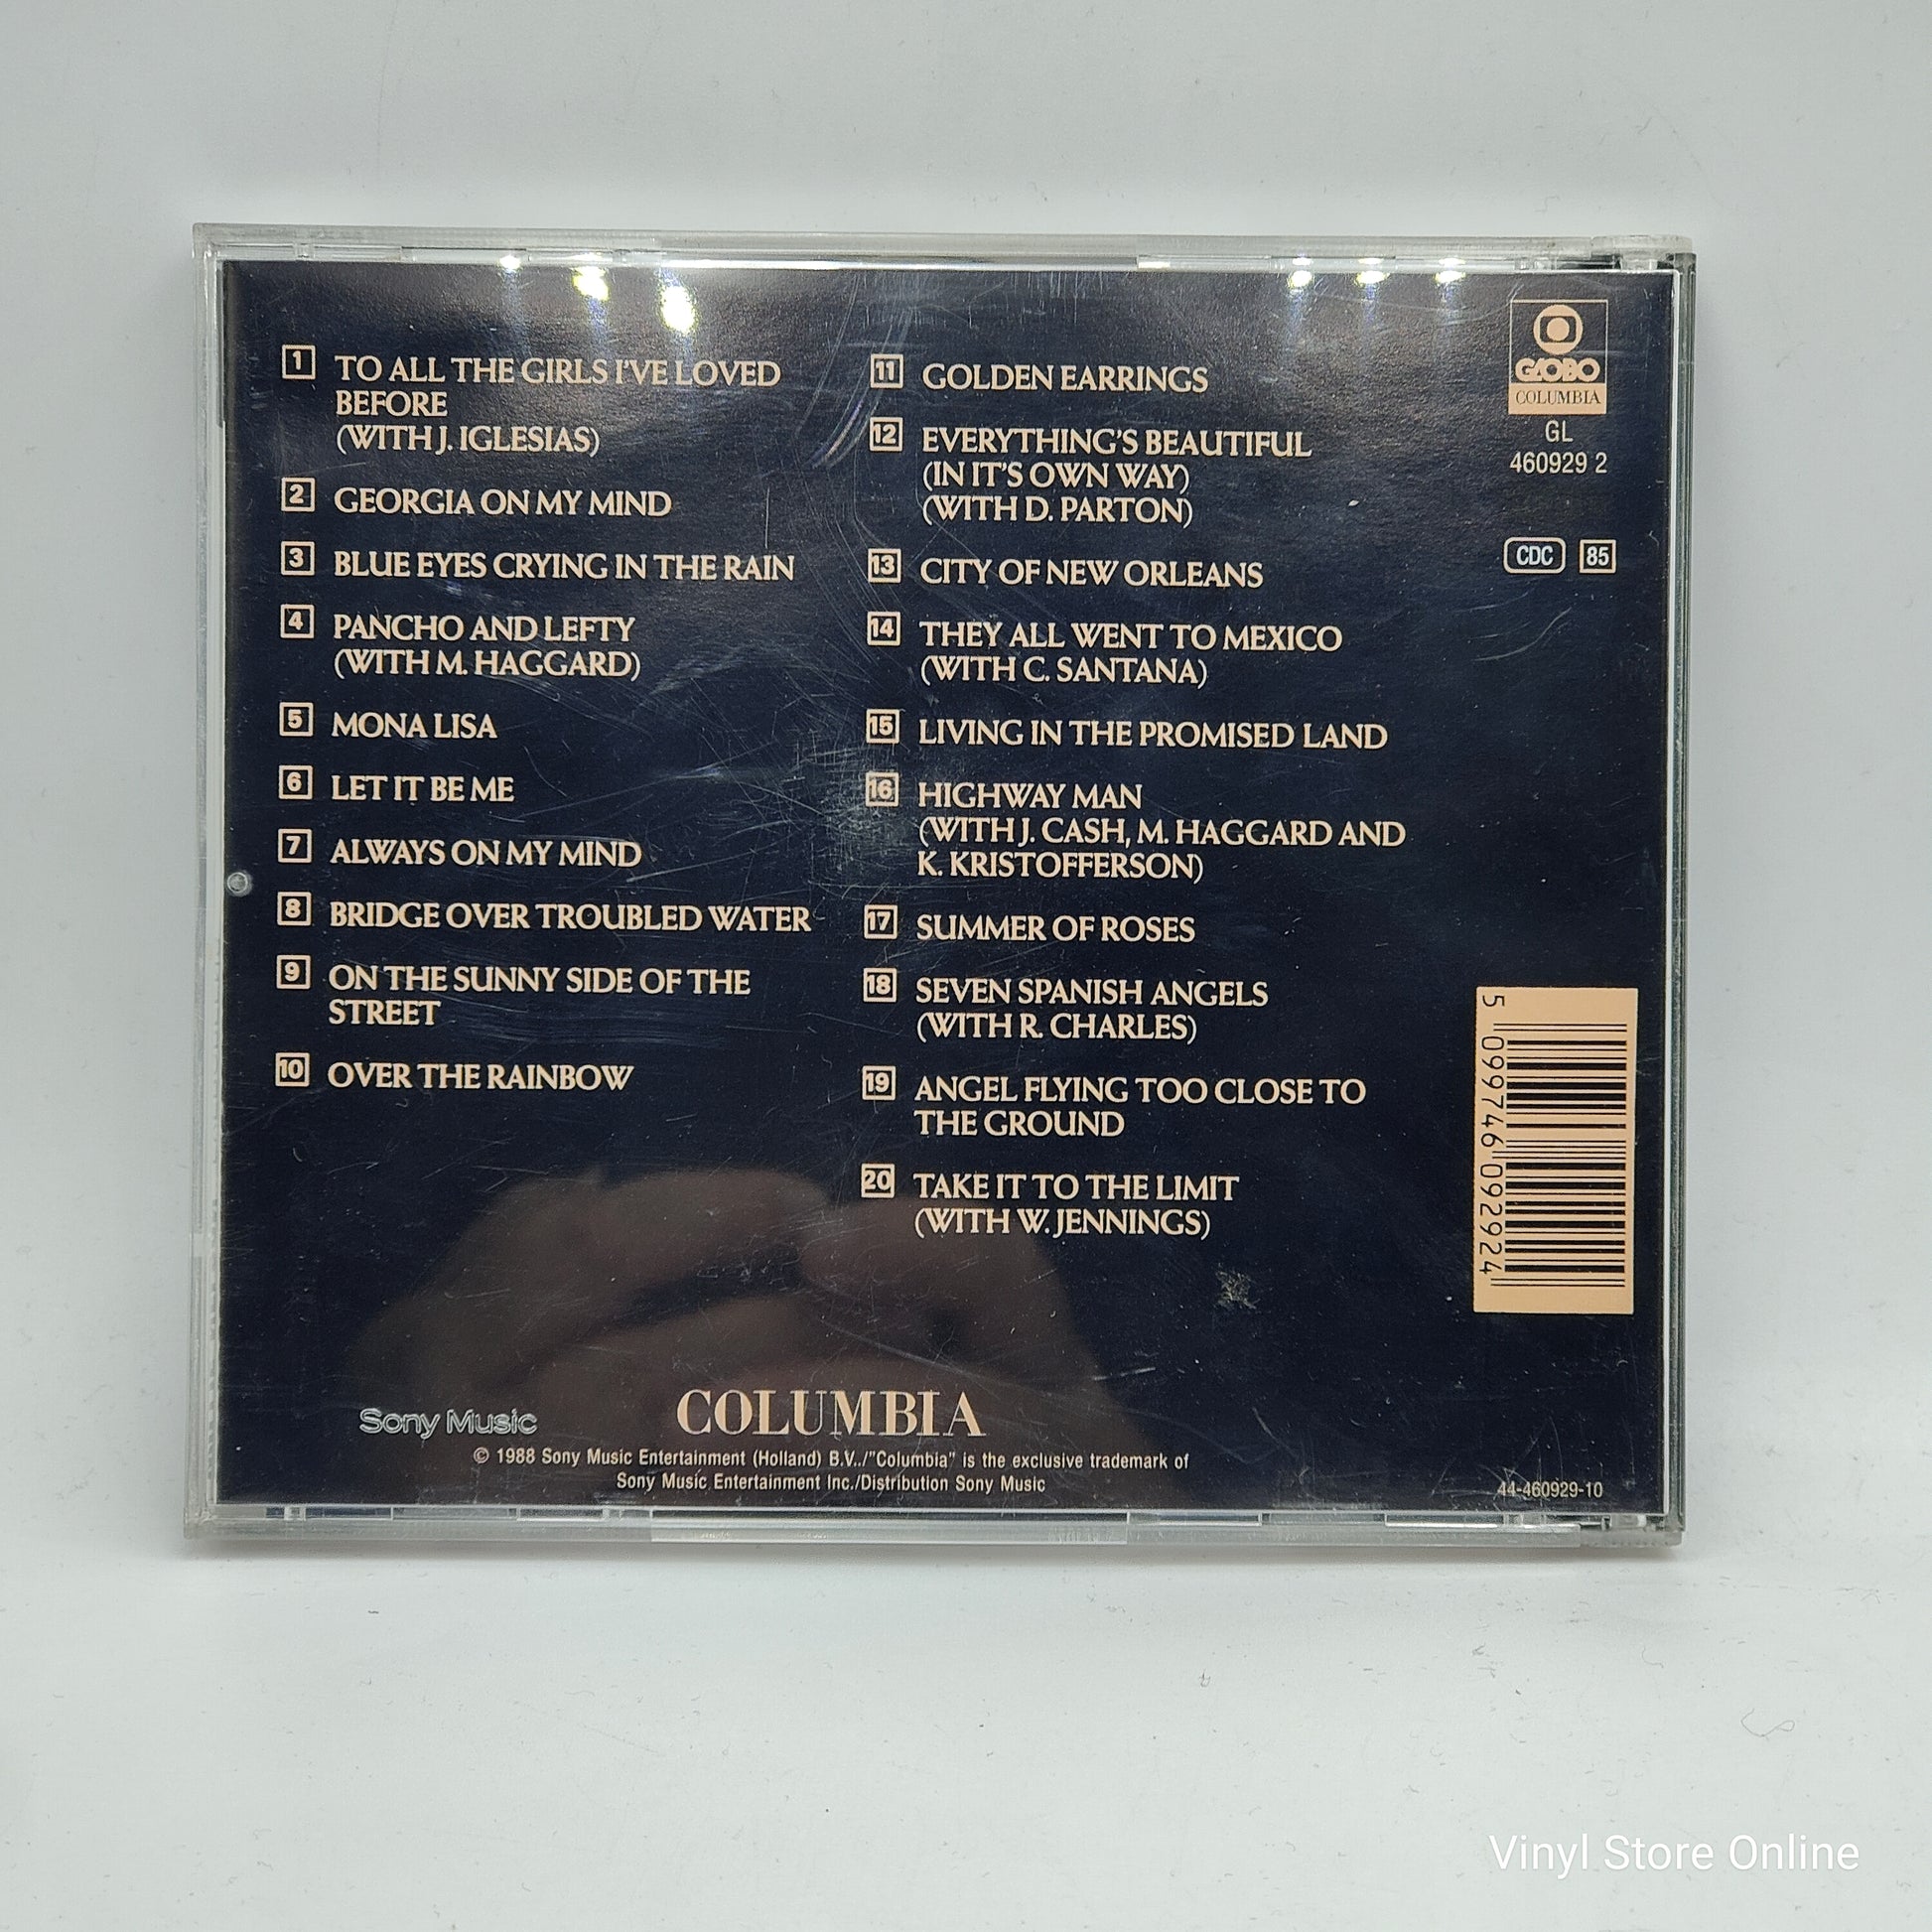 1 TO ALL THE GIRLS I'VE LOVED
BEFORE
(WITH J. IGLESIAS)
2 GEORGIA ON MY MIND
3 BLUE EYES CRYING IN THE RAIN
4 PANCHO AND LEFTY
(WITH M. HAGGARD)
5 MONA LISA
6 LET IT BE ME
7 ALWAYS ON MY MIND
8 BRIDGE OVER TROUBLED WATER
9 ON THE SUNNY SIDE OF THE
STREET
10 OVER THE RAINBOW
11 GOLDEN EARRINGS
12 EVERYTHING'S BEAUTIFUL
(IN IT'S OWN WAY)
(WITH D. PARTON)
13 CITY OF NEW ORLEANS
14 THEY ALL WENT TO MEXICO
(WITH C. SANTANA)
15 LIVING IN THE PROMISED LAND
16 HIGHWAY MAN
(WITH J. CASH, M. HAGGARD AND
K. KRISTOFFERSON)
17 SUMMER OF ROSES
18 SEVEN SPANISH ANGELS
(WITH R. CHARLES)
19 ANGEL FLYING TOO CLOSE TO
THE GROUND
20 TAKE IT TO THE LIMIT
(WITH W. JENNINGS)
GLOBO
COLUMBIA
GL
460929 2
CDC 85
5 099746 092924
Sony Music
COLUMBIA
© 1988 Sony Music Entertainment (Holland) B.V../"Columbia" is the exclusive trademark of
Sony Music Entertainment Inc./Distribution Sony Music
44-460929-10
Vinyl Store Online